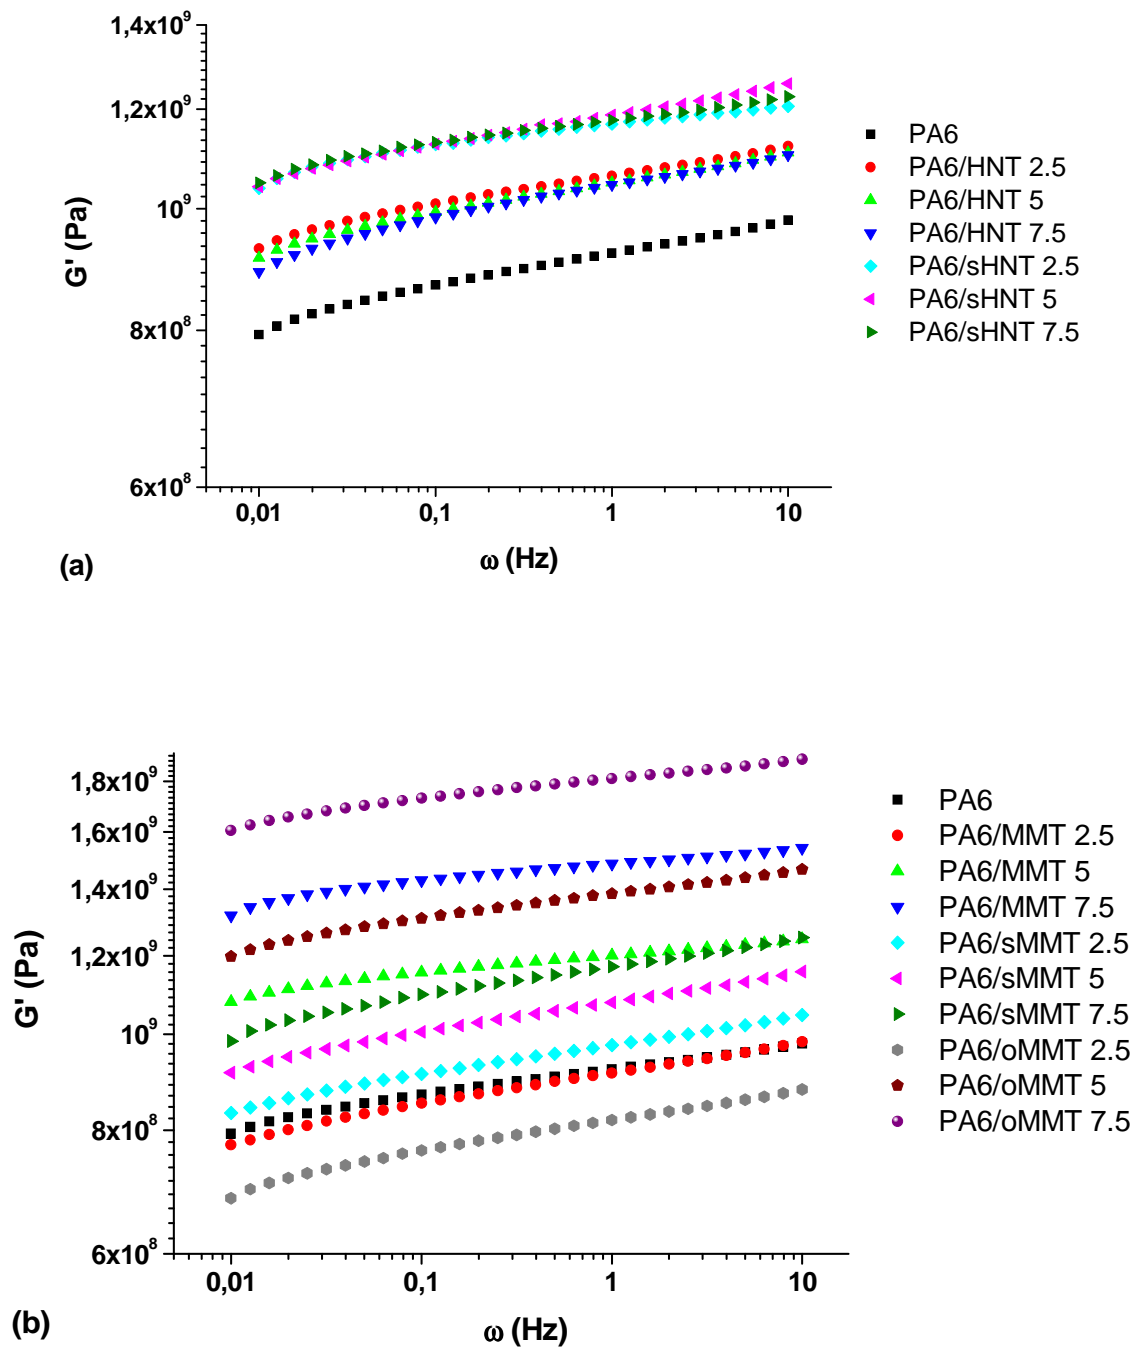 1,4x10⁹
1,2x10⁹
10⁹
8x10⁸
6x10⁸
G' (Pa)
0,01 0,1 1 10
ω (Hz)
(a)
PA6
PA6/HNT 2.5
PA6/HNT 5
PA6/HNT 7.5
PA6/sHNT 2.5
PA6/sHNT 5
PA6/sHNT 7.5
1,8x10⁹
1,6x10⁹
1,4x10⁹
1,2x10⁹
10⁹
8x10⁸
6x10⁸
G' (Pa)
0,01 0,1 1 10
ω (Hz)
(b)
PA6
PA6/MMT 2.5
PA6/MMT 5
PA6/MMT 7.5
PA6/sMMT 2.5
PA6/sMMT 5
PA6/sMMT 7.5
PA6/oMMT 2.5
PA6/oMMT 5
PA6/oMMT 7.5